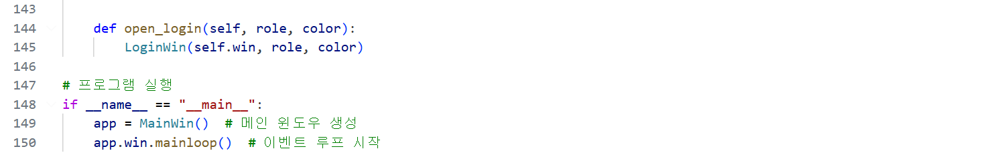 143
144 def open_login(self, role, color):
145 LoginWin(self.win, role, color)
146
147 # 프로그램 실행
148 if __name__ == "__main__":
149 app = MainWin()  # 메인 윈도우 생성
150 app.win.mainloop()  # 이벤트 루프 시작